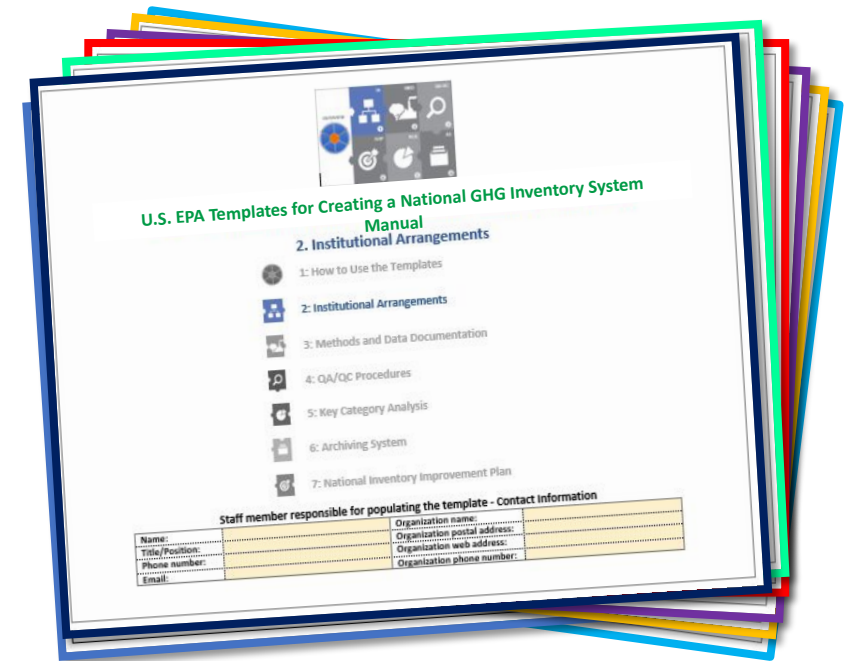 U.S. EPA Templates for Creating a National GHG Inventory System
Manual
2. Institutional Arrangements
1: How to Use the Templates
2: Institutional Arrangements
3: Methods and Data Documentation
4: QA/QC Procedures
5: Key Category Analysis
6: Archiving System
7: National Inventory Improvement Plan
Staff member responsible for populating the template - Contact Information
Name: Organization name:
Title/Position: Organization postal address:
Phone number: Organization web address:
Email: Organization phone number: